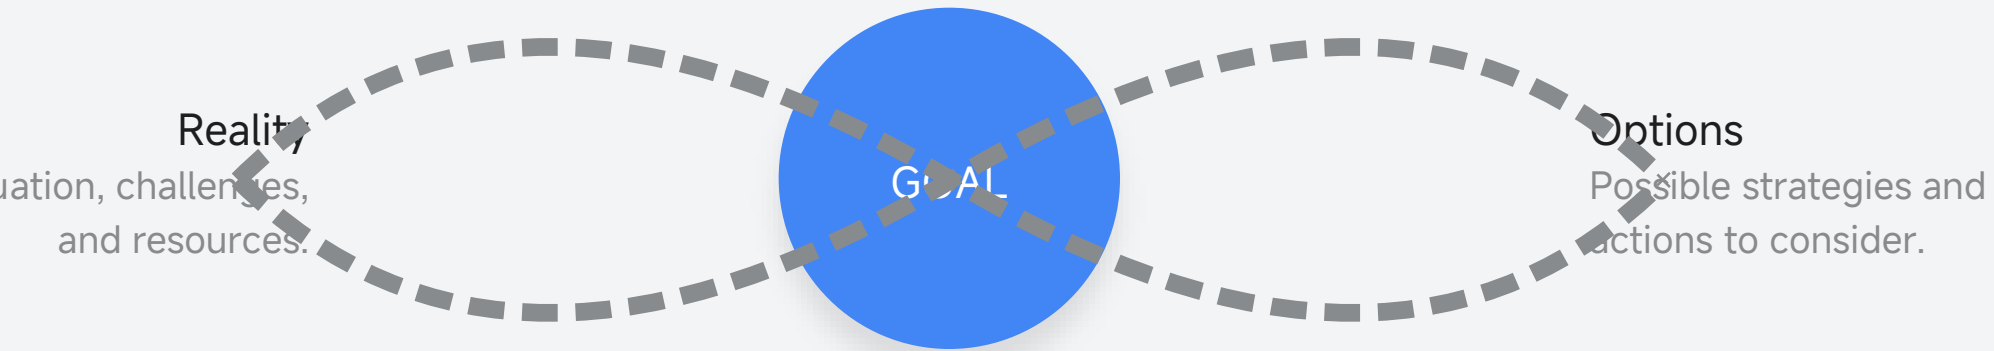 Reality
uation, challenges,
and resources.
GOAL
Options
Possible strategies and
actions to consider.